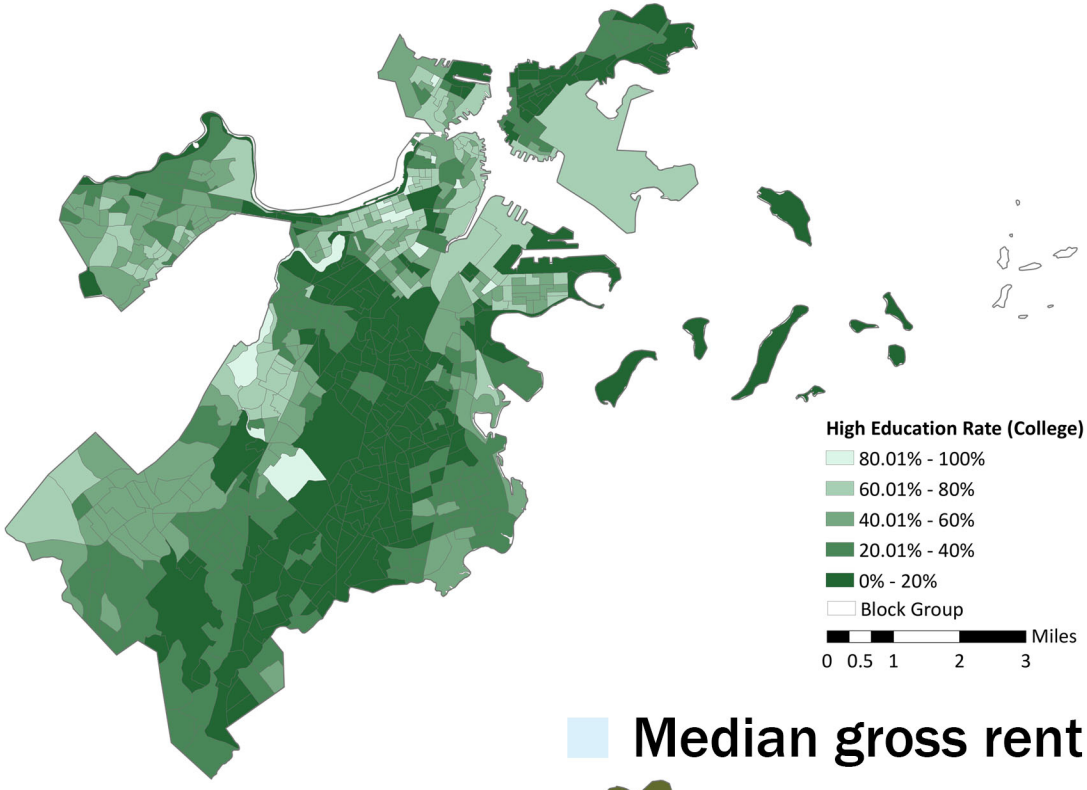 High Education Rate (College)
80.01% - 100%
60.01% - 80%
40.01% - 60%
20.01% - 40%
0% - 20%
Block Group
Miles
0 0.5 1 2 3
Median gross rent